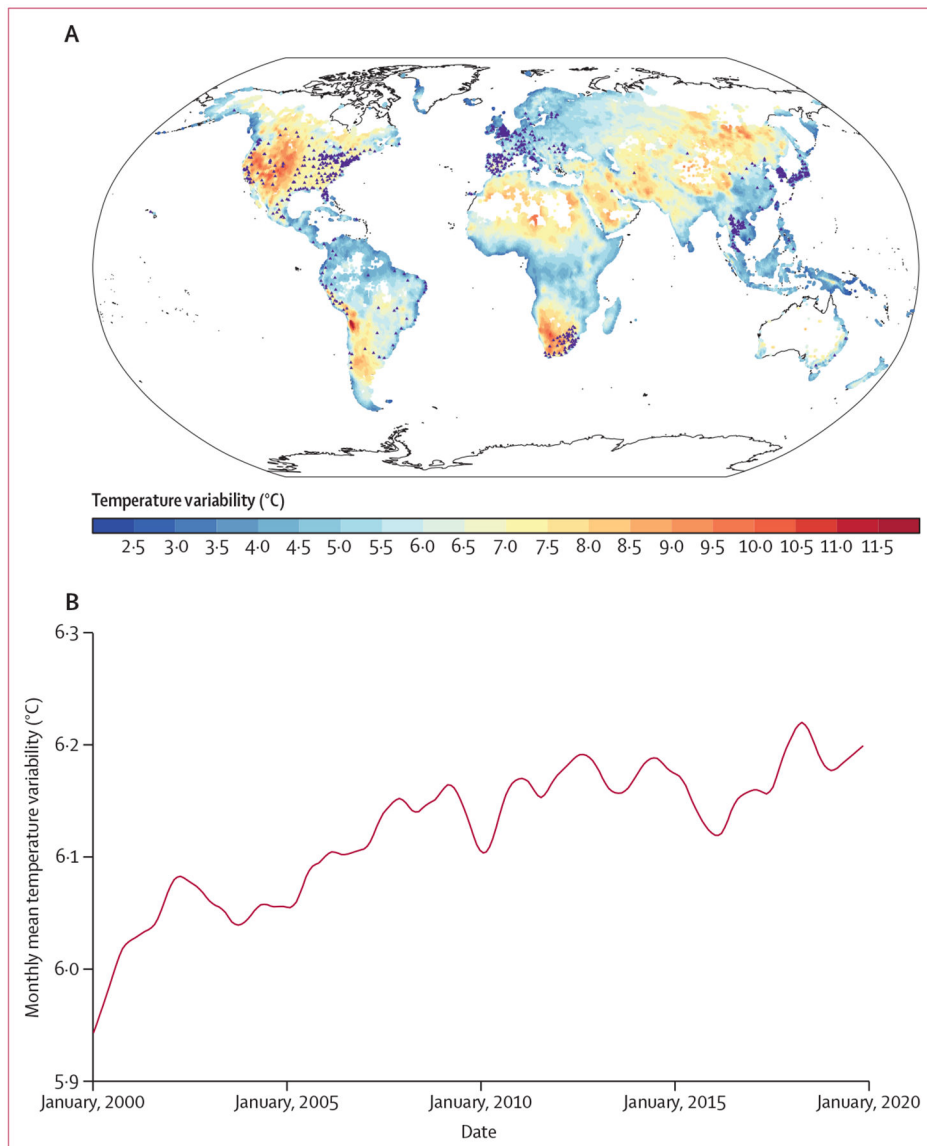 A
Temperature variability (°C)
2·5 3·0 3·5 4·0 4·5 5·0 5·5 6·0 6·5 7·0 7·5 8·0 8·5 9·0 9·5 10·0 10·5 11·0 11·5
B
Monthly mean temperature variability (°C)
6·3
6·2
6·1
6·0
5·9
January, 2000 January, 2005 January, 2010 January, 2015 January, 2020
Date